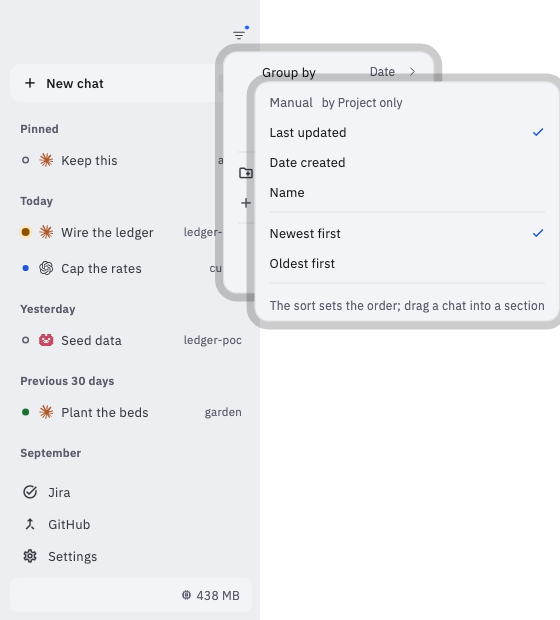 New chat
Pinned
Keep this
Today
Wire the ledger ledger-
Cap the rates cu
Yesterday
Seed data ledger-poc
Previous 30 days
Plant the beds garden
September
Jira
GitHub
Settings
438 MB
Group by Date
Manual by Project only
Last updated
Date created
Name
Newest first
Oldest first
The sort sets the order; drag a chat into a section